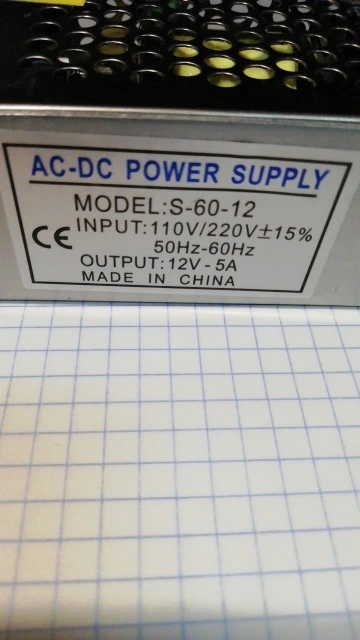 AC-DC POWER SUPPLY
MODEL:S-60-12
CE INPUT:110V/220V±15%
50Hz-60Hz
OUTPUT:12V-5A
MADE IN CHINA